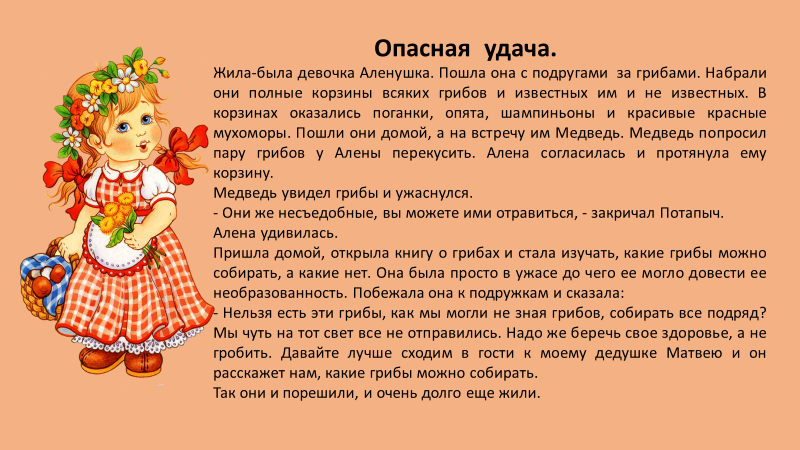 Опасная удача.
Жила-была девочка Аленушка. Пошла она с подругами за грибами. Набрали
они полные корзины всяких грибов и известных им и не известных. В
корзинах оказались поганки, опята, шампиньоны и красивые красные
мухоморы. Пошли они домой, а на встречу им Медведь. Медведь попросил
пару грибов у Алены перекусить. Алена согласилась и протянула ему
корзину.
Медведь увидел грибы и ужаснулся.
- Они же несъедобные, вы можете ими отравиться, - закричал Потапыч.
Алена удивилась.
Пришла домой, открыла книгу о грибах и стала изучать, какие грибы можно
собирать, а какие нет. Она была просто в ужасе до чего ее могло довести ее
необразованность. Побежала она к подружкам и сказала:
- Нельзя есть эти грибы, как мы могли не зная грибов, собирать все подряд?
Мы чуть на тот свет все не отправились. Надо же беречь свое здоровье, а не
гробить. Давайте лучше сходим в гости к моему дедушке Матвею и он
расскажет нам, какие грибы можно собирать.
Так они и порешили, и очень долго еще жили.